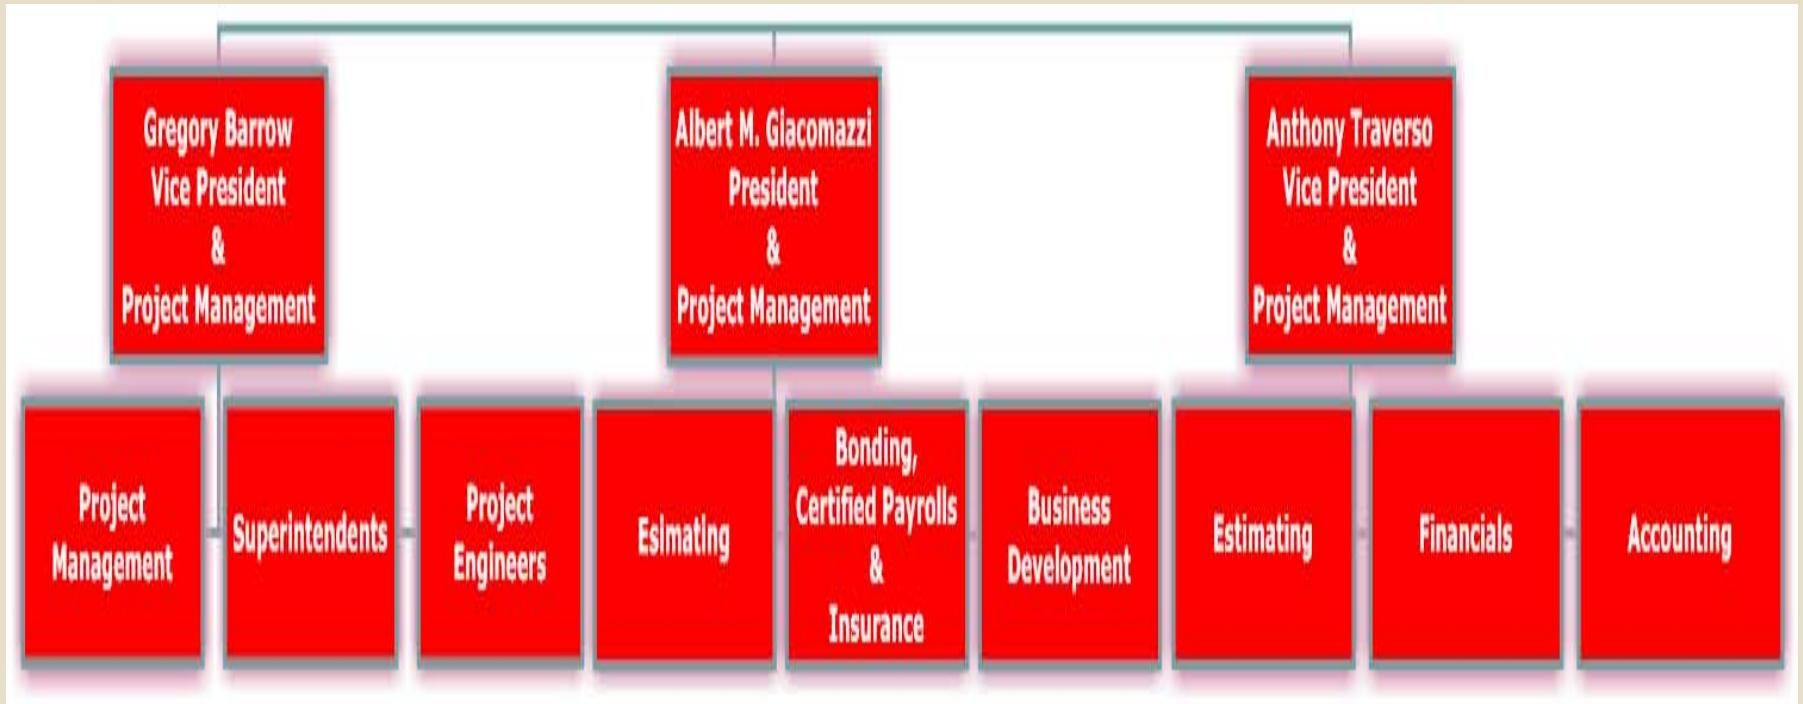 Gregory Barrow
Vice President
&
Project Management
Albert M. Giacomazzi
President
&
Project Management
Anthony Traverso
Vice President
&
Project Management
Project
Management
Superintendents
Project
Engineers
Esimating
Bonding,
Certified Payrolls
&
Insurance
Business
Development
Estimating
Financials
Accounting